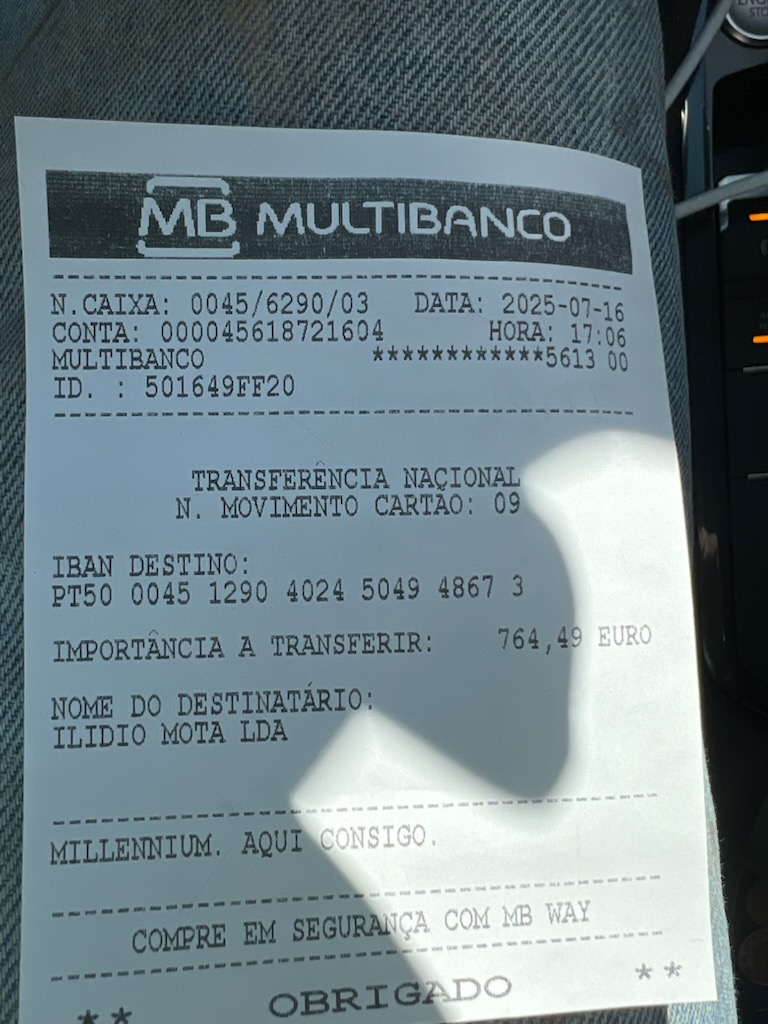 MB MULTIBANCO
N.CAIXA: 0045/6290/03 DATA: 2025-07-16
CONTA: 000045618721604 HORA: 17:06
MULTIBANCO ************5613 00
ID. : 501649FF20
TRANSFERÊNCIA NACIONAL
N. MOVIMENTO CARTAO: 09
IBAN DESTINO:
PT50 0045 1290 4024 5049 4867 3
IMPORTÂNCIA A TRANSFERIR: 764,49 EURO
NOME DO DESTINATÁRIO:
ILIDIO MOTA LDA
MILLENNIUM. AQUI CONSIGO.
COMPRE EM SEGURANÇA COM MB WAY
** OBRIGADO **